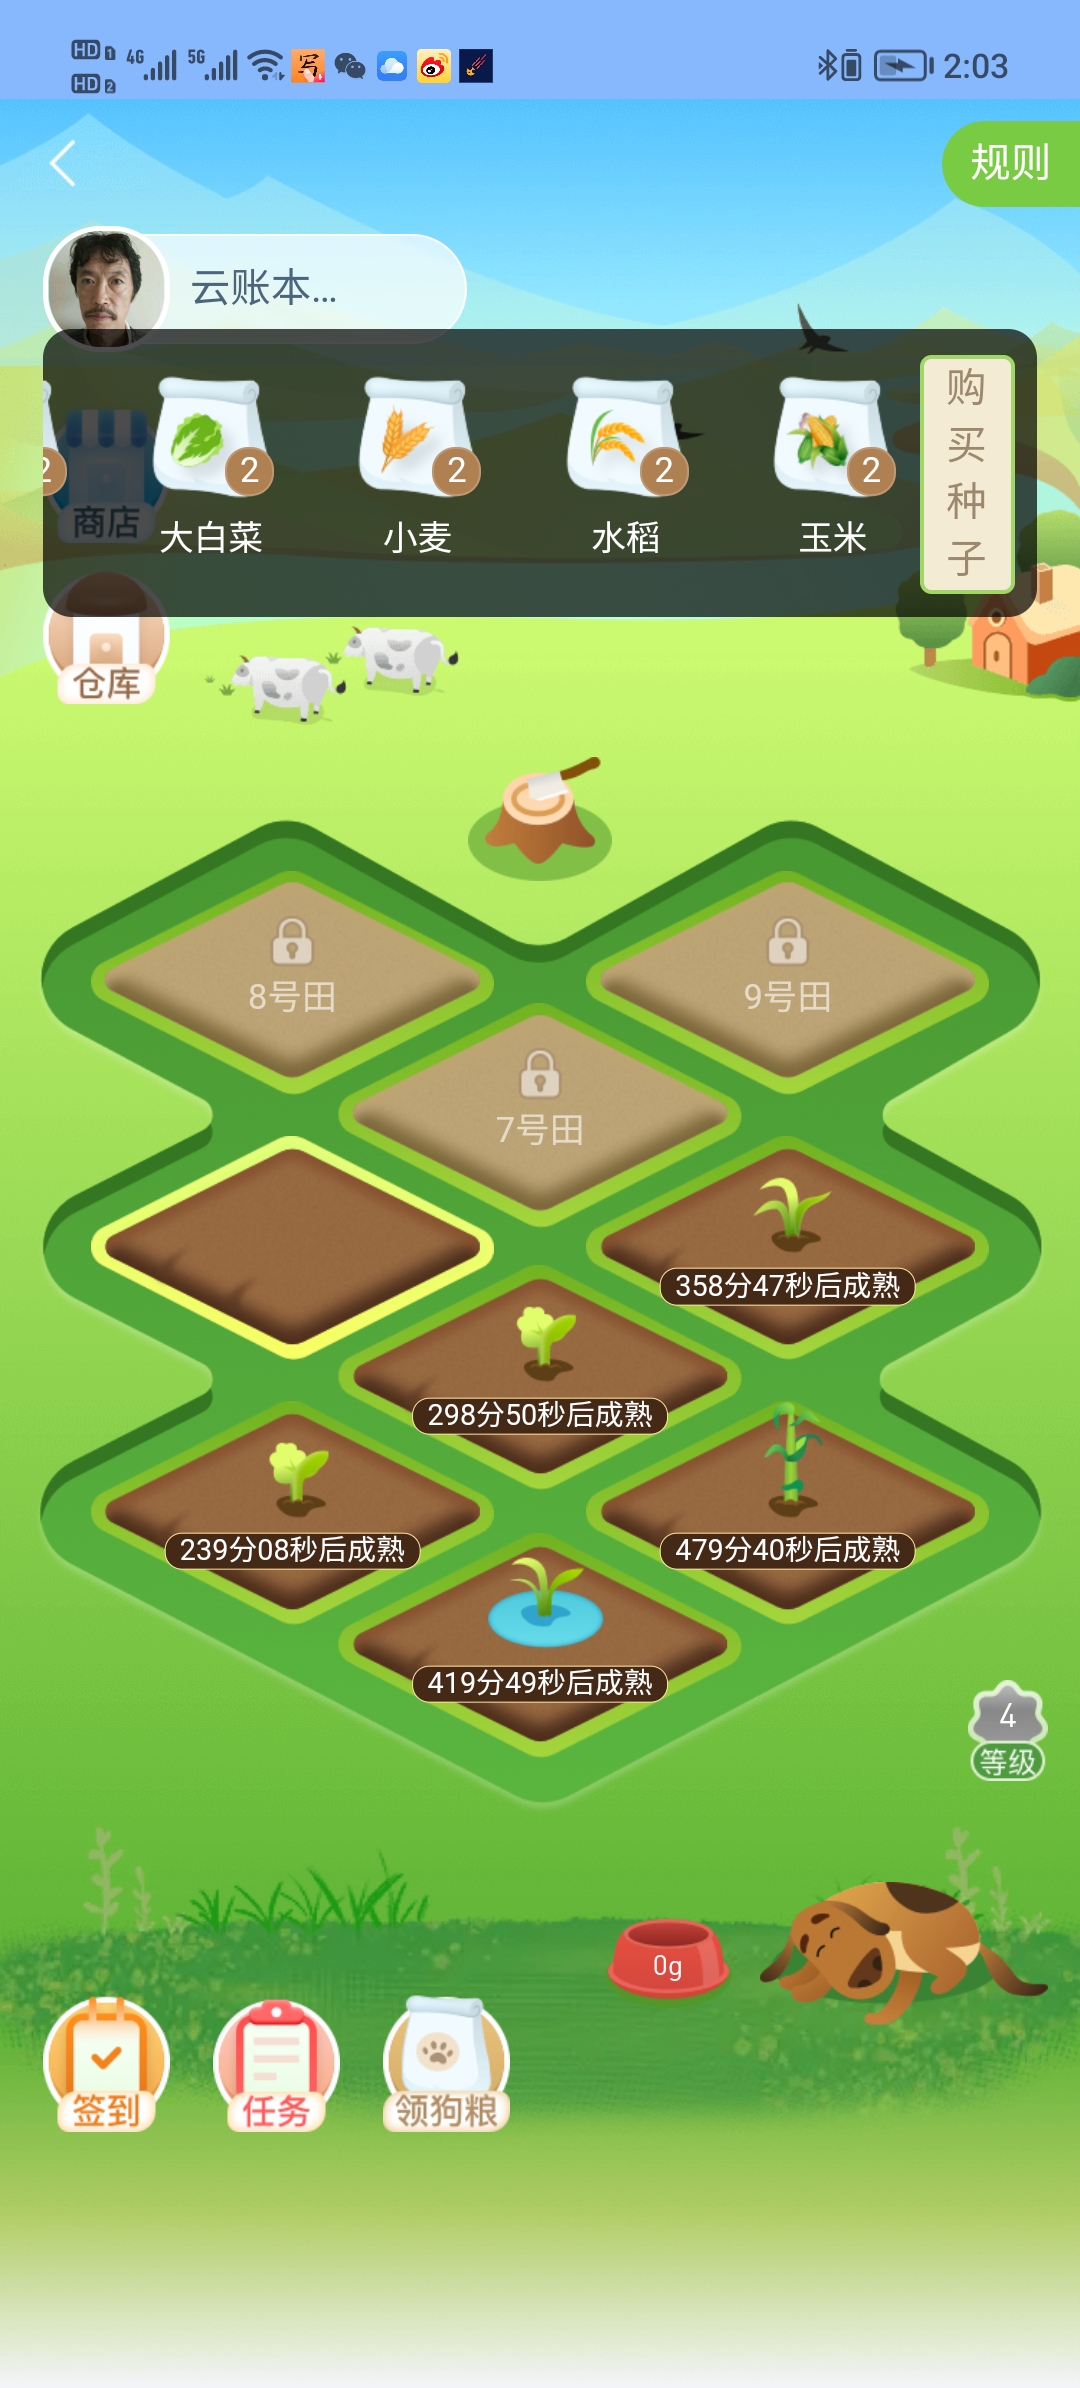 HD 1 4G 5G 2:03
HD 2
规则
云账本...
2 2 2 2 2
大白菜 小麦 水稻 玉米
购
买
种
子
商店
仓库
8号田
9号田
7号田
358分47秒后成熟
298分50秒后成熟
239分08秒后成熟
479分40秒后成熟
419分49秒后成熟
4
等级
0g
签到 任务 领狗粮